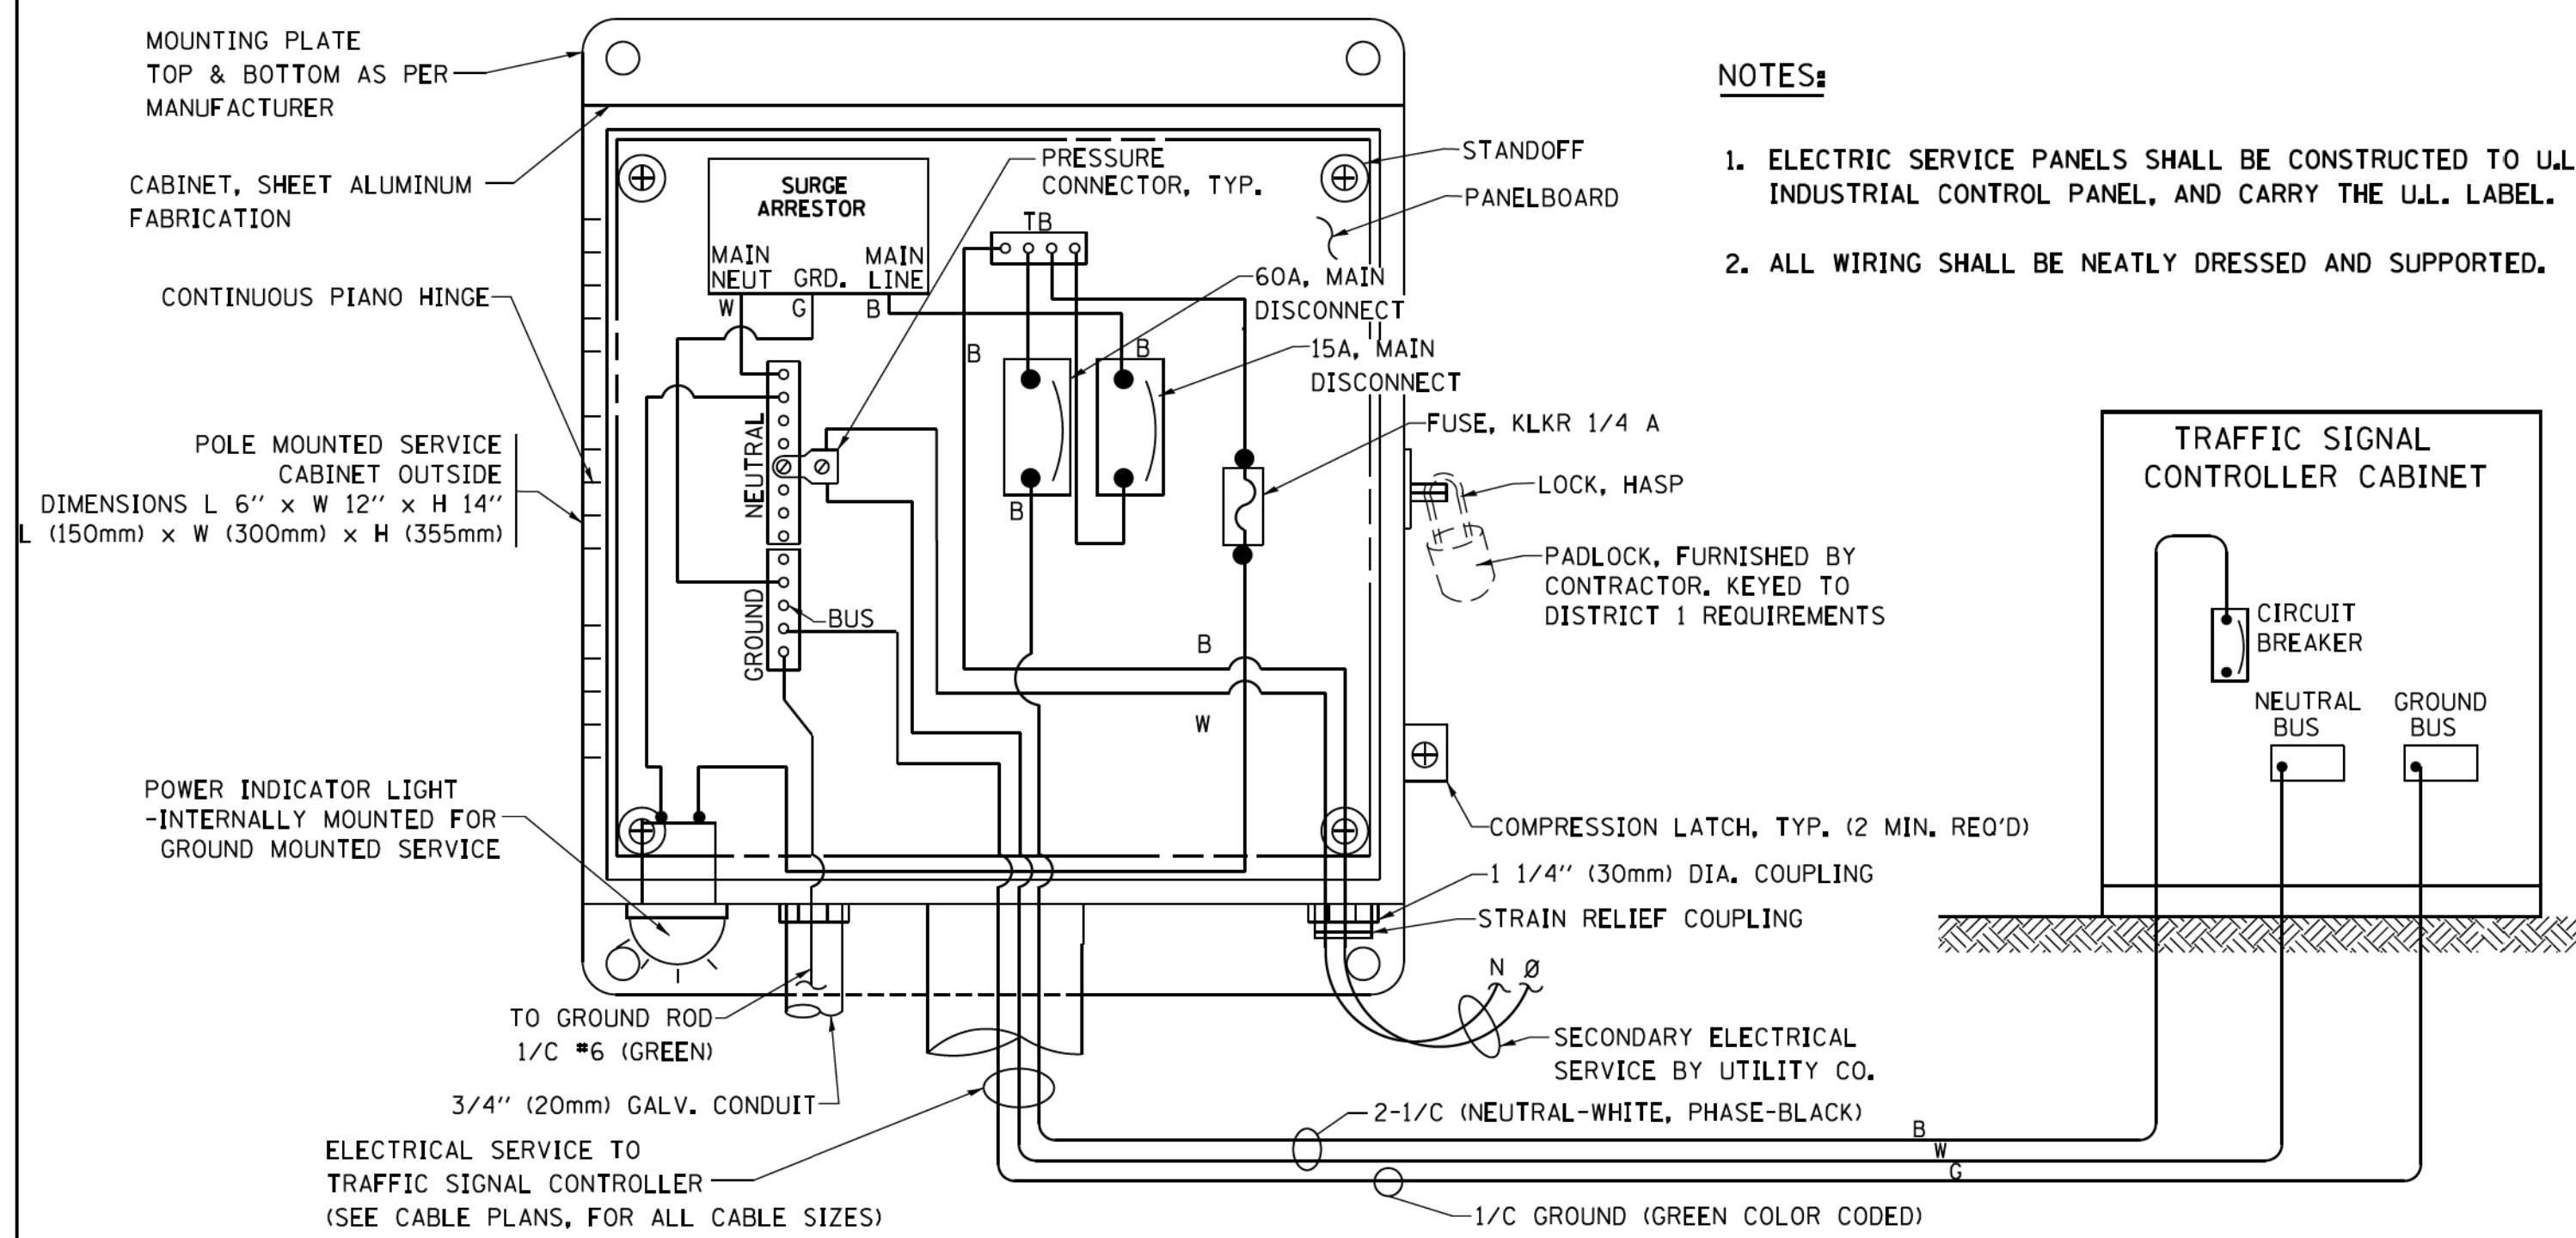 MOUNTING PLATE
TOP & BOTTOM AS PER
MANUFACTURER
CABINET, SHEET ALUMINUM
FABRICATION
CONTINUOUS PIANO HINGE
POLE MOUNTED SERVICE
CABINET OUTSIDE
DIMENSIONS L 6'' x W 12'' x H 14''
L (150mm) x W (300mm) x H (355mm)
POWER INDICATOR LIGHT
-INTERNALLY MOUNTED FOR
GROUND MOUNTED SERVICE
SURGE
ARRESTOR
MAIN
NEUT
GRD.
MAIN
LINE
W
G
B
PRESSURE
CONNECTOR, TYP.
TB
NEUTRAL
GROUND
BUS
B
B
B
B
W
STANDOFF
PANELBOARD
60A, MAIN
DISCONNECT
15A, MAIN
DISCONNECT
FUSE, KLKR 1/4 A
LOCK, HASP
PADLOCK, FURNISHED BY
CONTRACTOR. KEYED TO
DISTRICT 1 REQUIREMENTS
COMPRESSION LATCH, TYP. (2 MIN. REQ'D)
1 1/4'' (30mm) DIA. COUPLING
STRAIN RELIEF COUPLING
N Ø
SECONDARY ELECTRICAL
SERVICE BY UTILITY CO.
TO GROUND ROD
1/C #6 (GREEN)
3/4'' (20mm) GALV. CONDUIT
ELECTRICAL SERVICE TO
TRAFFIC SIGNAL CONTROLLER
(SEE CABLE PLANS, FOR ALL CABLE SIZES)
2-1/C (NEUTRAL-WHITE, PHASE-BLACK)
B
W
G
1/C GROUND (GREEN COLOR CODED)
NOTES:
1. ELECTRIC SERVICE PANELS SHALL BE CONSTRUCTED TO U.L
INDUSTRIAL CONTROL PANEL, AND CARRY THE U.L. LABEL.
2. ALL WIRING SHALL BE NEATLY DRESSED AND SUPPORTED.
TRAFFIC SIGNAL
CONTROLLER CABINET
CIRCUIT
BREAKER
NEUTRAL
BUS
GROUND
BUS